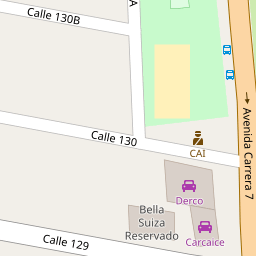 A
Calle 130B
Avenida Carrera 7
Calle 130
CAI
Derco
Bella
Suiza
Reservado
Carcaice
Calle 129